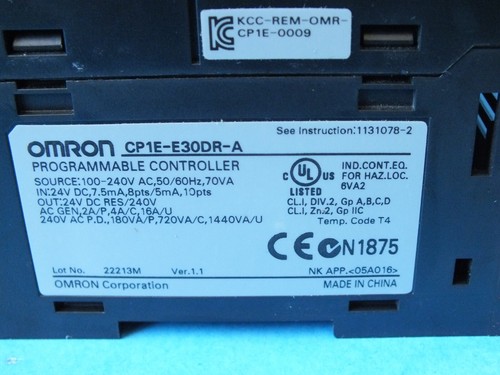 KCC-REM-OMR-
CP1E-0009
See Instruction:1131078-2
OMRON CP1E-E30DR-A
PROGRAMMABLE CONTROLLER
SOURCE:100-240V AC,50/60Hz,70VA
IN:24V DC,7.5mA,8pts/5mA,10pts
OUT:24V DC RES/240V
AC GEN,2A/P,4A/C,16A/U
240V AC P.D.,180VA/P,720VA/C,1440VA/U
C UL US
LISTED
IND.CONT.EQ.
FOR HAZ.LOC.
6VA2
CL.I, DIV.2, Gp A,B,C,D
CL.I, Zn.2, Gp IIC
Temp. Code T4
CE N1875
Lot No. 22213M Ver.1.1
NK APP.<05A016>
OMRON Corporation
MADE IN CHINA